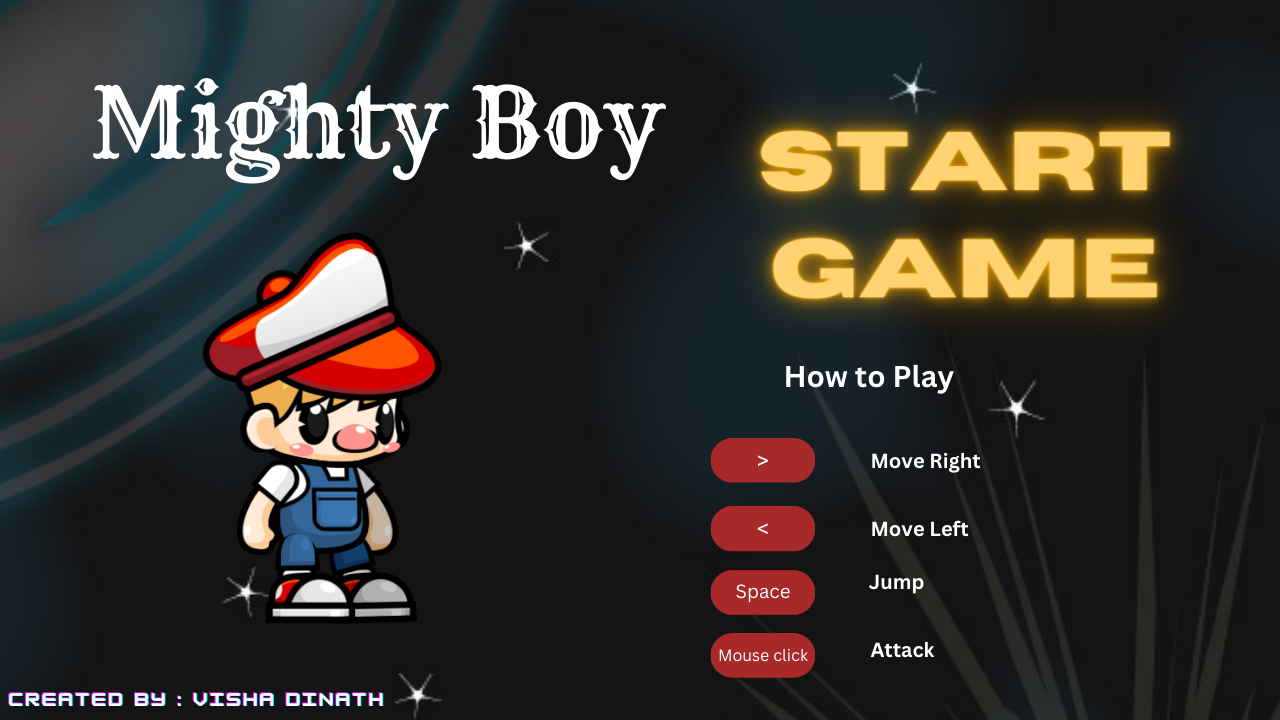 Mighty Boy
START
GAME
How to Play
> Move Right
< Move Left
Space Jump
Mouse click Attack
CREATED BY : VISHA DINATH